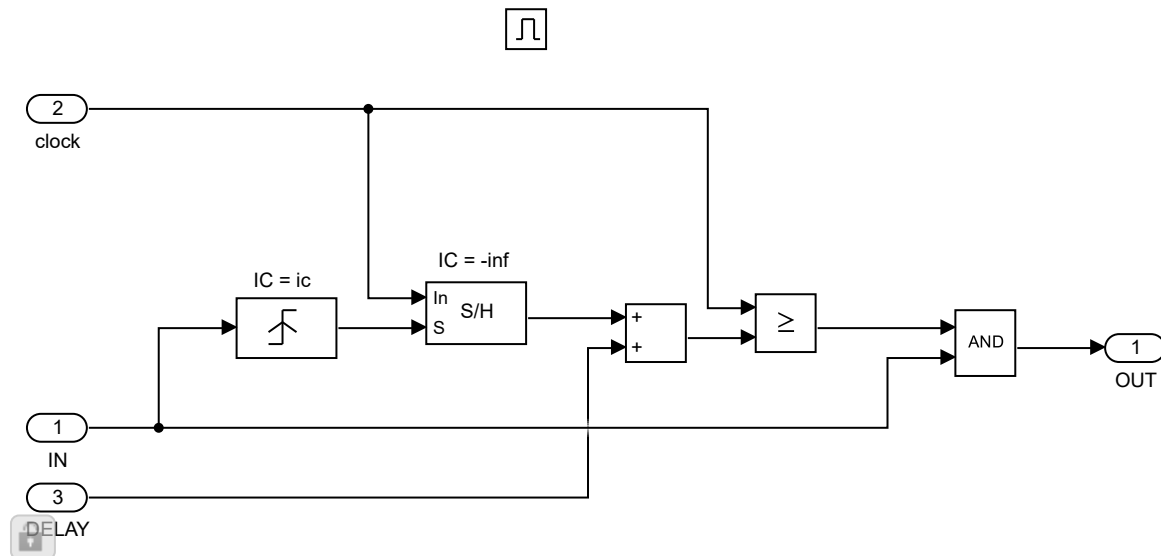 2
clock
IC = -inf
IC = ic
In
S/H
S
+
+
≥
AND
1
OUT
1
IN
3
DELAY